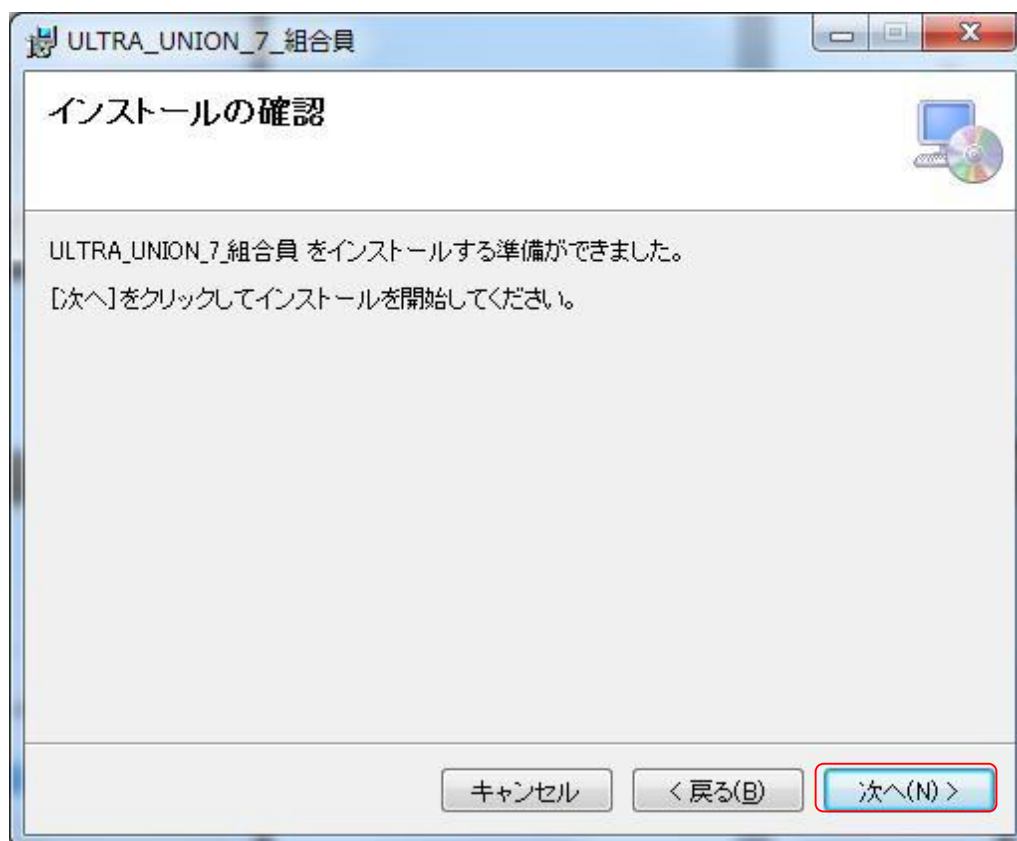 ULTRA_UNION_7_組合員
インストールの確認
ULTRA_UNION_7_組合員 をインストールする準備ができました。
[次へ]をクリックしてインストールを開始してください。
キャンセル
< 戻る(B)
次へ(N) >